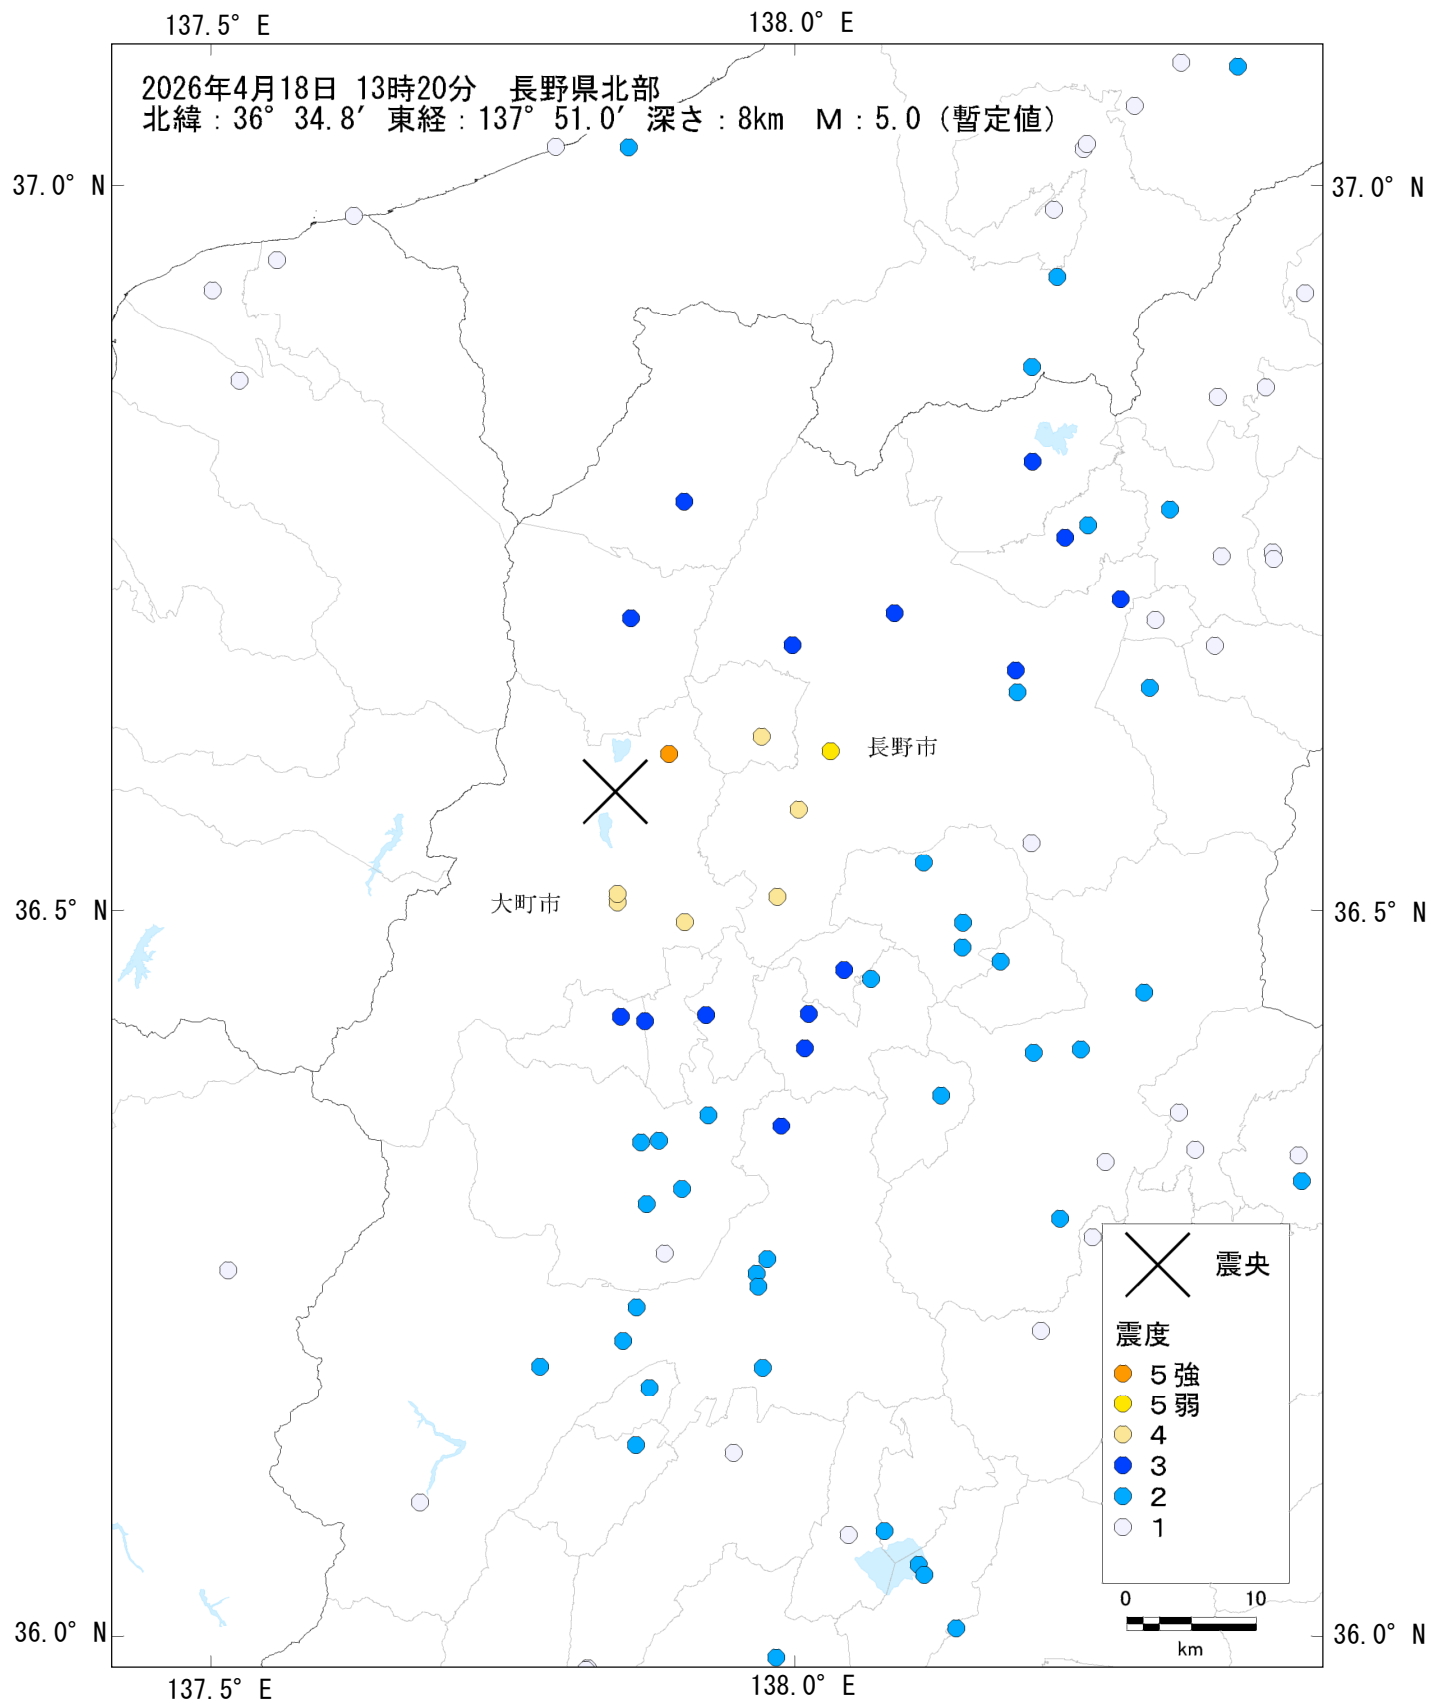 137.5° E
138.0° E
2026年4月18日 13時20分 長野県北部
北緯：36° 34.8′ 東経：137° 51.0′ 深さ：8km M：5.0（暫定値）
37.0° N
37.0° N
長野市
大町市
36.5° N
36.5° N
震央
震度
５強
５弱
４
３
２
１
0 10
km
36.0° N
36.0° N
137.5° E
138.0° E